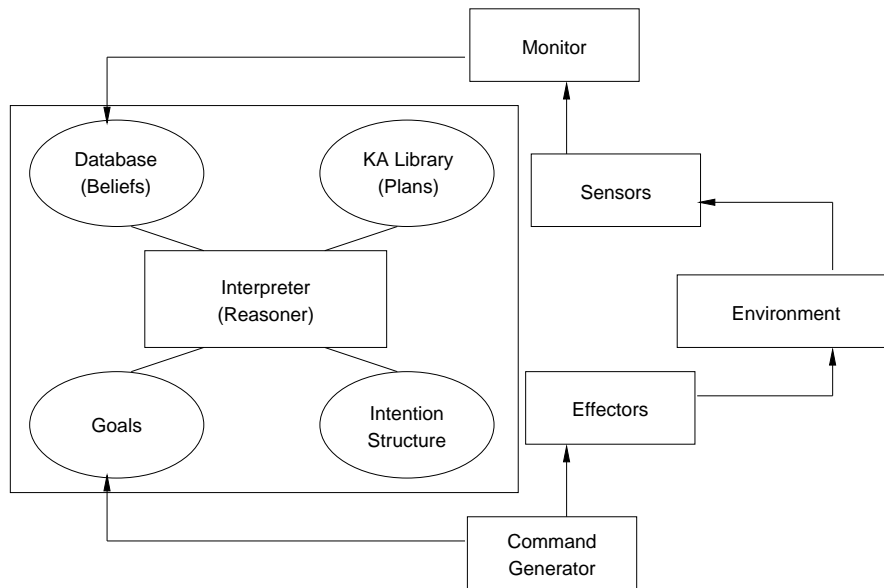 Monitor
Database
(Beliefs)
KA Library
(Plans)
Sensors
Interpreter
(Reasoner)
Environment
Goals
Intention
Structure
Effectors
Command
Generator